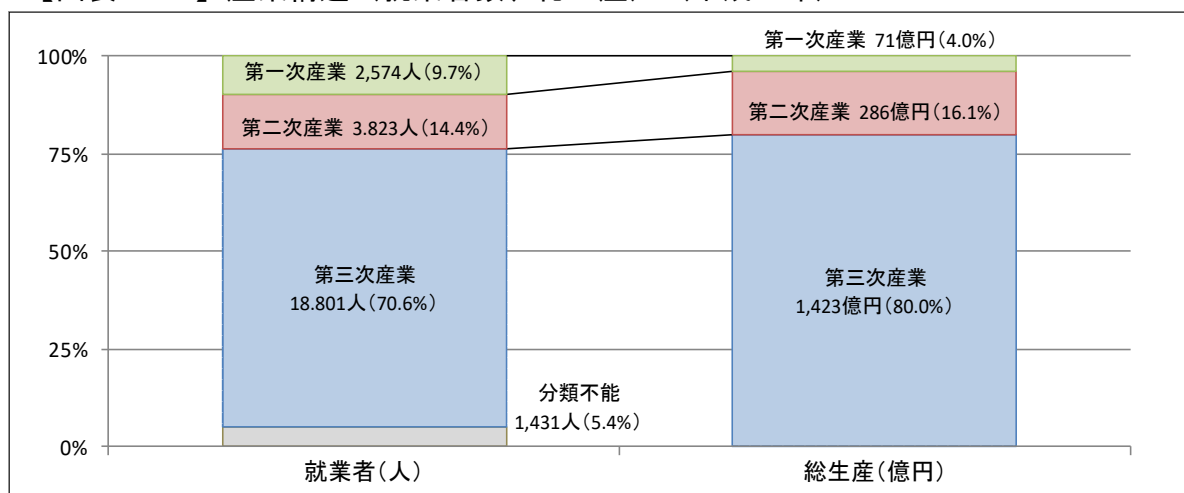 100%
75%
50%
25%
0%
第一次産業 2,574人(9.7%)
第二次産業 3.823人(14.4%)
第三次産業
18.801人(70.6%)
分類不能
1,431人(5.4%)
第一次産業 71億円(4.0%)
第二次産業 286億円(16.1%)
第三次産業
1,423億円(80.0%)
就業者(人)
総生産(億円)